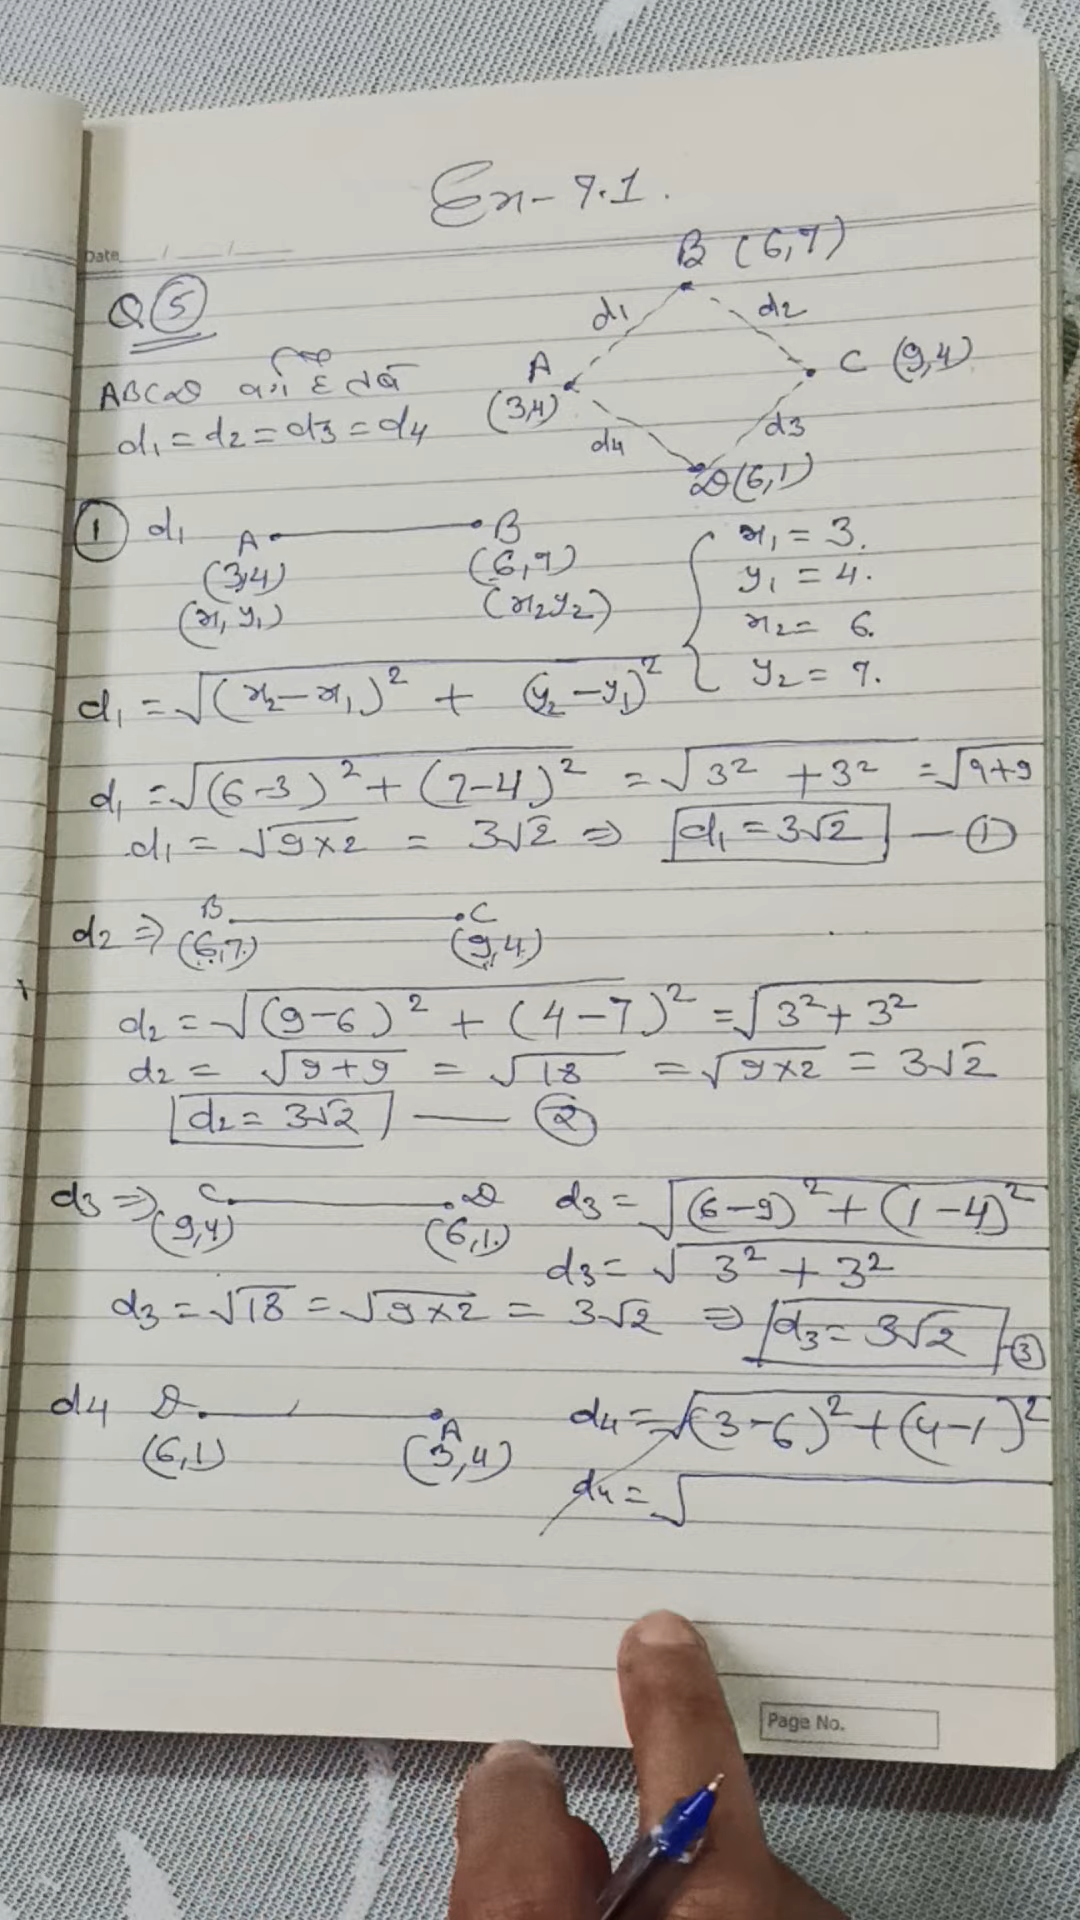 Ex-7.1.
Date / / 
Q 5
B (6,7)
d1
d2
A
(3,4)
C (9,4)
d4
d3
D(6,1)
ABCD वर्ग है तब
d1 = d2 = d3 = d4
1 d1 A B
(3,4) (6,7)
(x1 y1) (x2 y2)
x1 = 3.
y1 = 4.
x2 = 6.
y2 = 7.
d1 = √(x2-x1)² + (y2-y1)²
d1 = √(6-3)² + (7-4)² = √3² + 3² = √9+9
d1 = √9×2 = 3√2 ⇒ d1 = 3√2 — 1
d2 ⇒ B C
(6,7) (9,4)
d2 = √(9-6)² + (4-7)² = √3² + 3²
d2 = √9+9 = √18 = √9×2 = 3√2
d2 = 3√2 — 2
d3 ⇒ C D d3 = √(6-9)² + (1-4)²
(9,4) (6,1) d3 = √3² + 3²
d3 = √18 = √9×2 = 3√2 ⇒ d3 = 3√2 - 3
d4 D A d4 = √(3-6)² + (4-1)²
(6,1) (3,4) d4 = √
Page No.